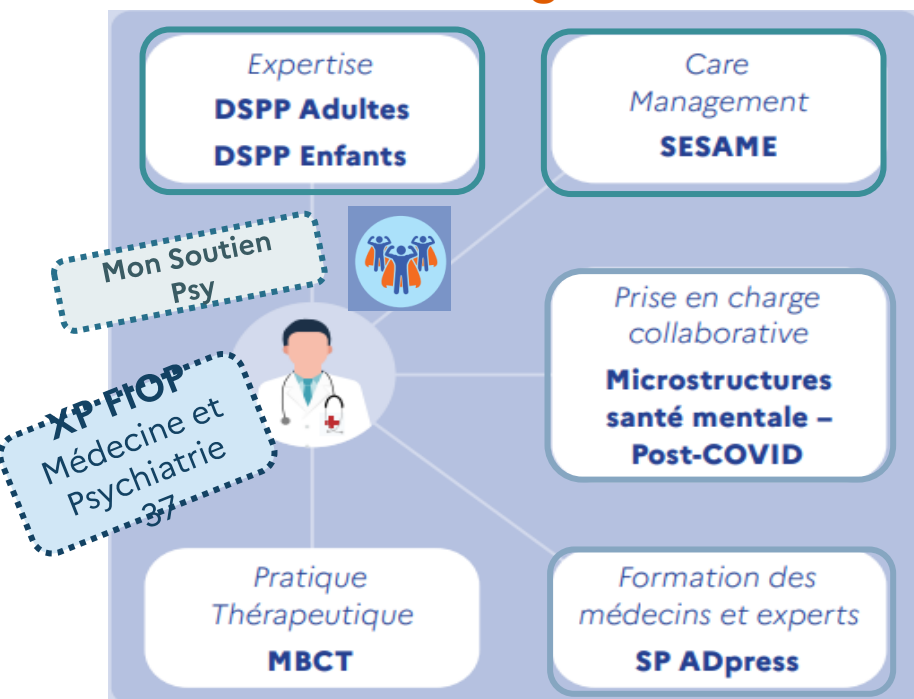 Expertise
DSPP Adultes
DSPP Enfants
Care
Management
SESAME
Mon Soutien
Psy
Prise en charge
collaborative
Microstructures
santé mentale –
Post-COVID
XP FIOP
Médecine et
Psychiatrie
37
Pratique
Thérapeutique
MBCT
Formation des
médecins et experts
SP ADpress